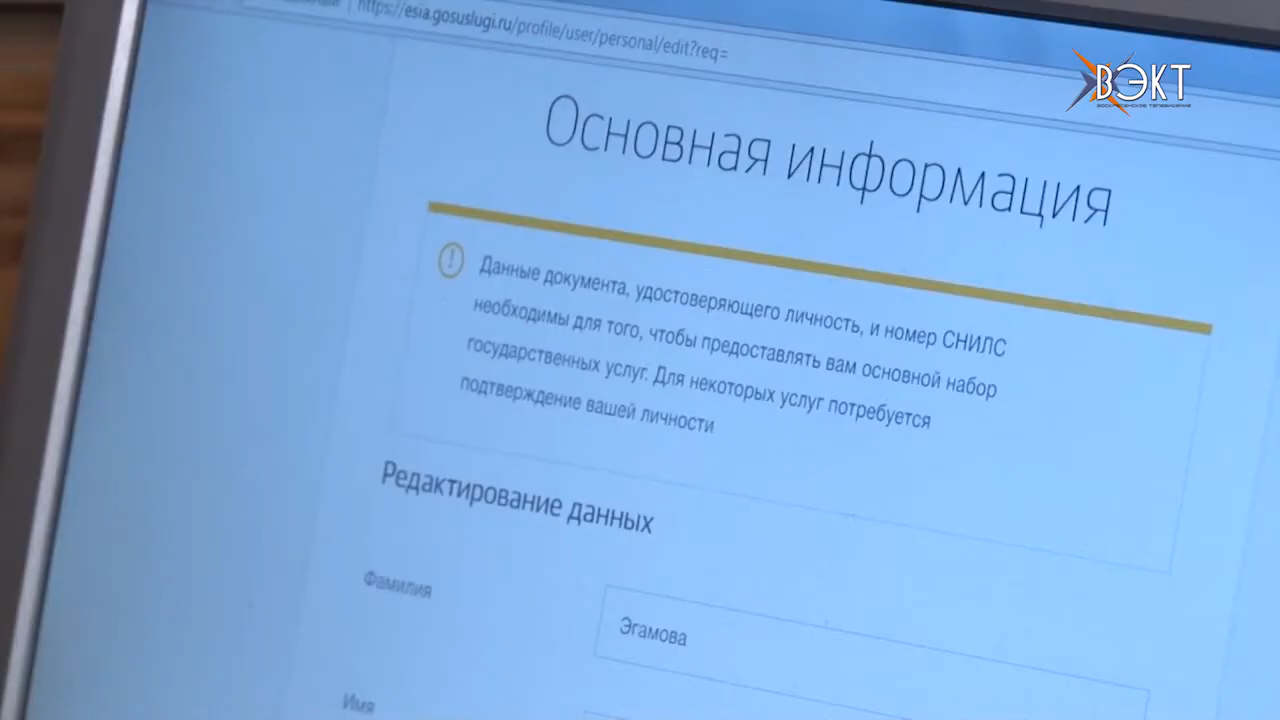 https://esia.gosuslugi.ru/profile/user/personal/edit?req=
ВЭКТ
ВОСКРЕСЕНСКОЕ ТЕЛЕВИДЕНИЕ
Основная информация
Данные документа, удостоверяющего личность, и номер СНИЛС
необходимы для того, чтобы предоставлять вам основной набор
государственных услуг. Для некоторых услуг потребуется
подтверждение вашей личности
Редактирование данных
Фамилия
Эгамова
Имя